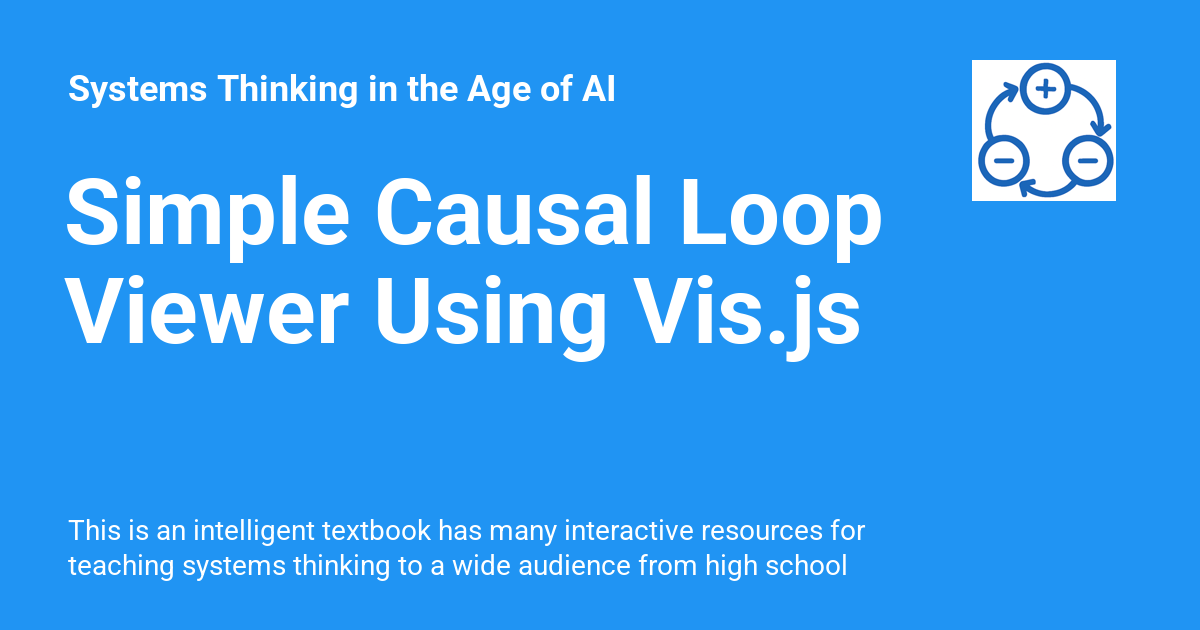 Systems Thinking in the Age of AI
Simple Causal Loop
Viewer Using Vis.js
This is an intelligent textbook has many interactive resources for
teaching systems thinking to a wide audience from high school